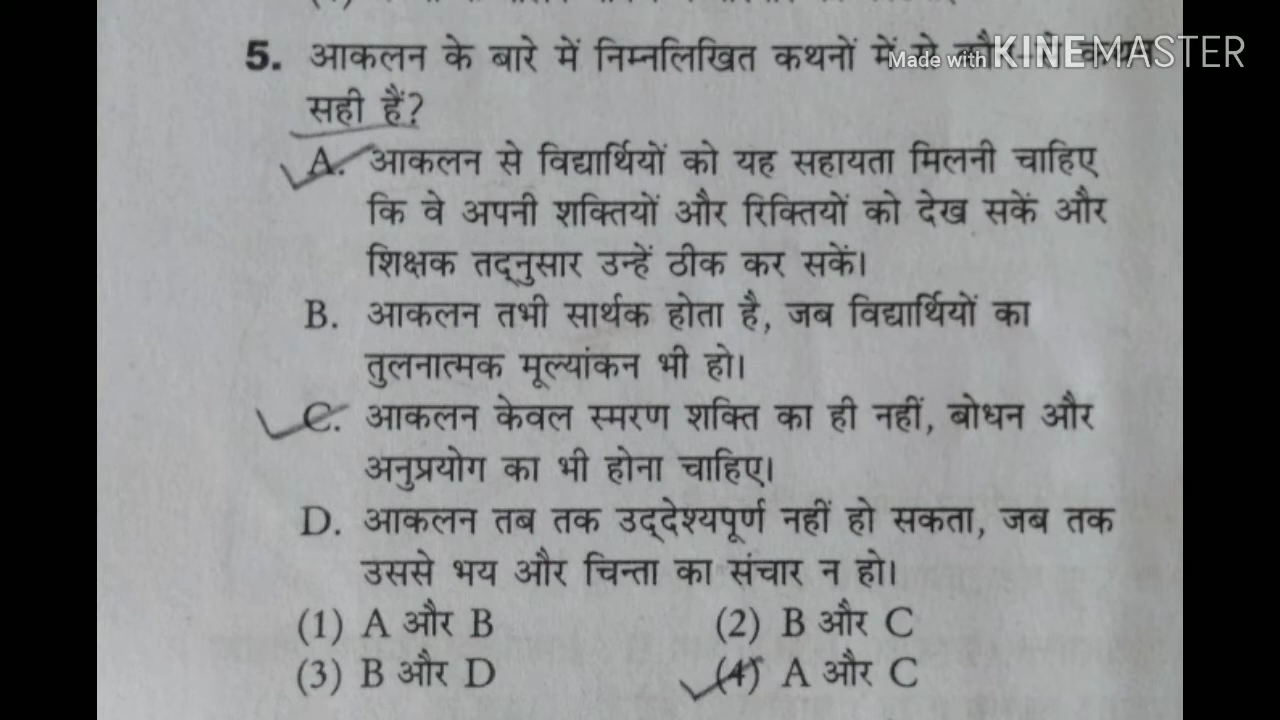 5. आकलन के बारे में निम्नलिखित कथनों में
Made with KINEMASTER
सही हैं?
A. आकलन से विद्यार्थियों को यह सहायता मिलनी चाहिए
कि वे अपनी शक्तियों और रिक्तियों को देख सकें और
शिक्षक तद्नुसार उन्हें ठीक कर सकें।
B. आकलन तभी सार्थक होता है, जब विद्यार्थियों का
तुलनात्मक मूल्यांकन भी हो।
C. आकलन केवल स्मरण शक्ति का ही नहीं, बोधन और
अनुप्रयोग का भी होना चाहिए।
D. आकलन तब तक उद्देश्यपूर्ण नहीं हो सकता, जब तक
उससे भय और चिन्ता का संचार न हो।
(1) A और B (2) B और C
(3) B और D (4) A और C